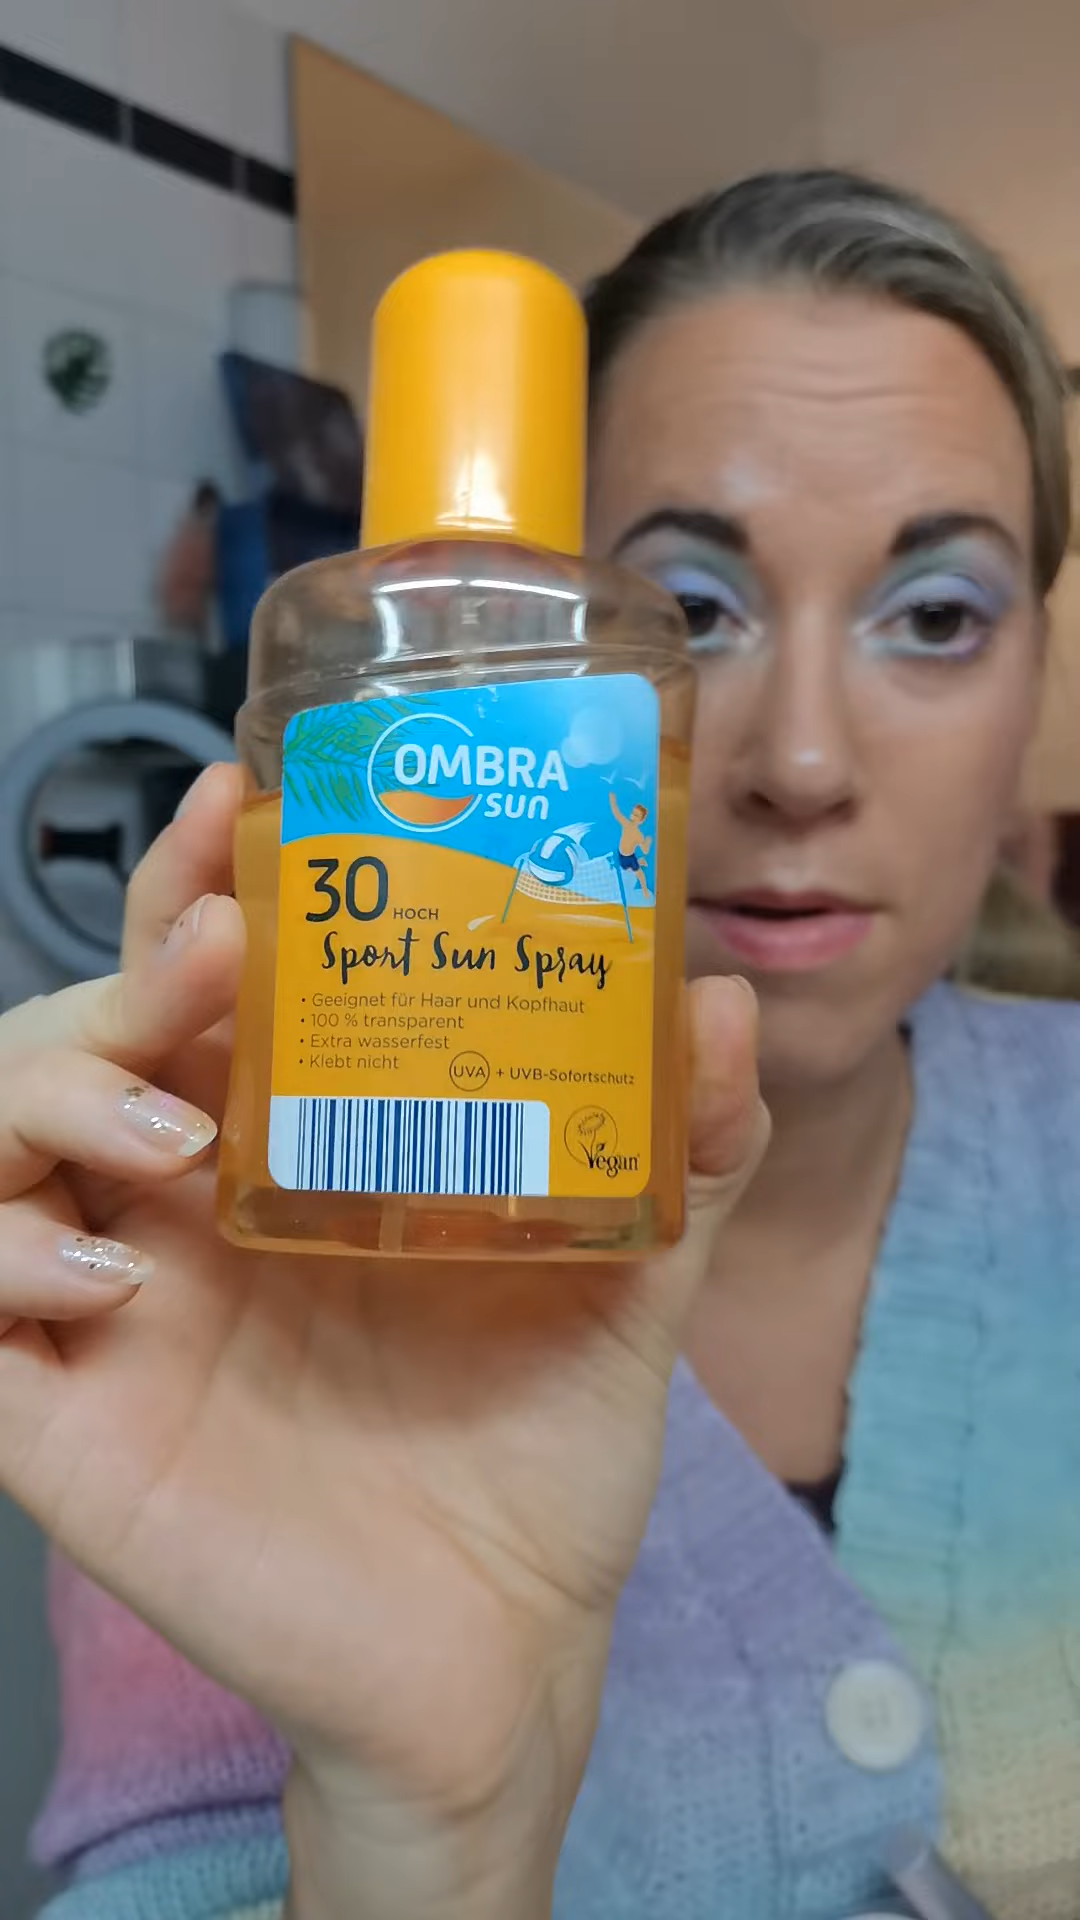 OMBRA
sun
30 HOCH
Sport Sun Spray
• Geeignet für Haar und Kopfhaut
• 100 % transparent
• Extra wasserfest
• Klebt nicht
UVA + UVB-Sofortschutz
Vegan